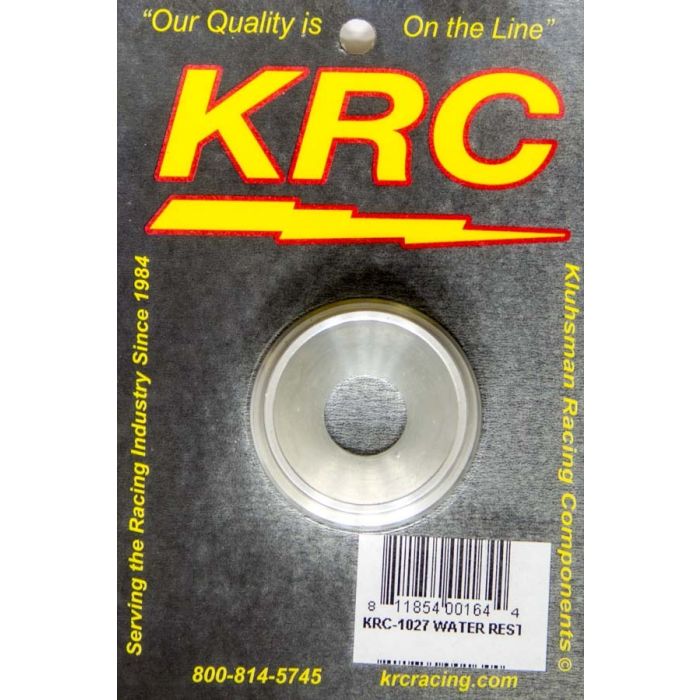 "Our Quality is On the Line"
KRC
Serving the Racing Industry Since 1984
Kluhsman Racing Components ©
8 11854 00164 4
KRC-1027 WATER REST
800-814-5745
krcracing.com